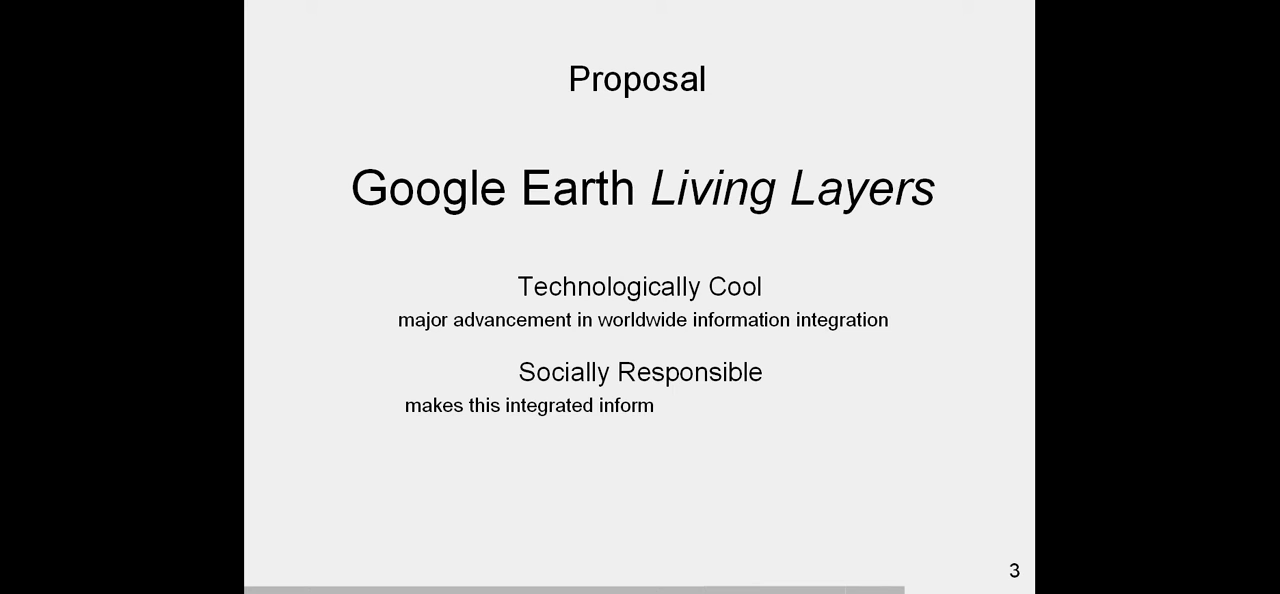 Proposal
Google Earth Living Layers
Technologically Cool
major advancement in worldwide information integration
Socially Responsible
makes this integrated inform
3